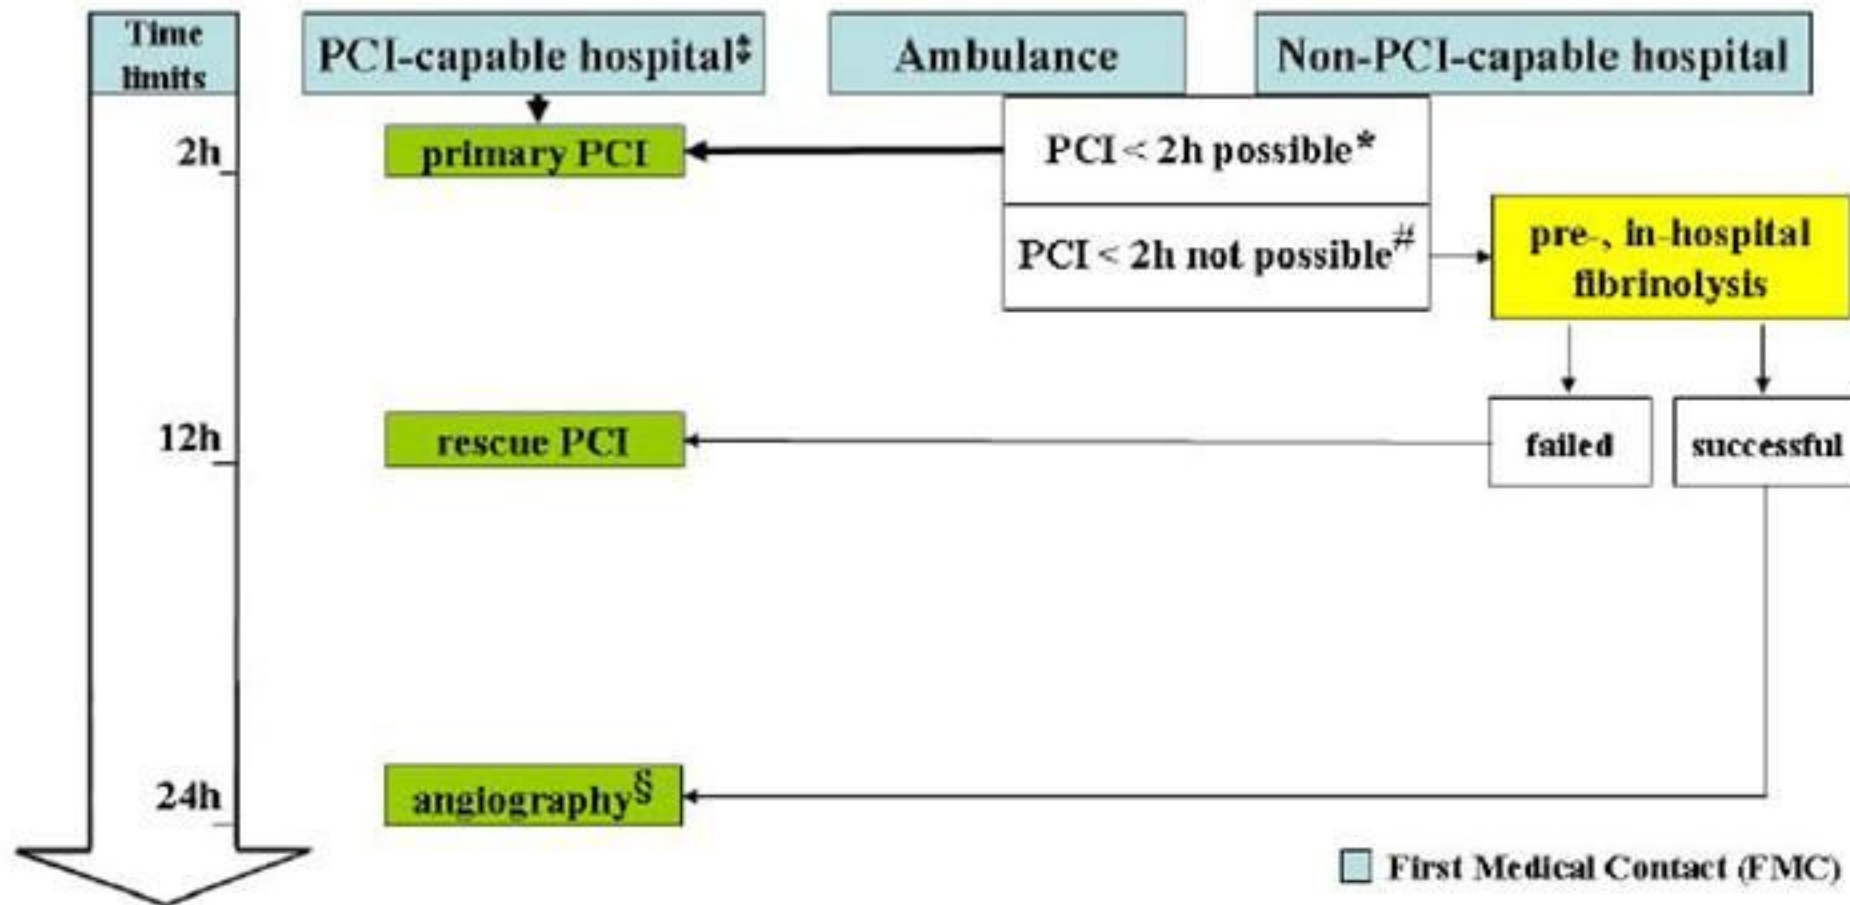 Time
limits
PCI-capable hospital‡
Ambulance
Non-PCI-capable hospital
2h
primary PCI
PCI < 2h possible*
PCI < 2h not possible#
pre-, in-hospital
fibrinolysis
12h
rescue PCI
failed
successful
24h
angiography§
First Medical Contact (FMC)